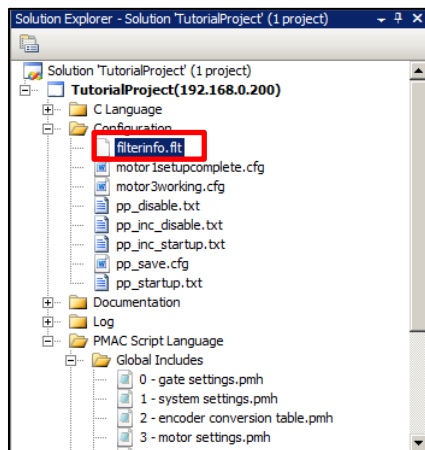 Solution Explorer - Solution 'TutorialProject' (1 project)
Solution 'TutorialProject' (1 project)
TutorialProject(192.168.0.200)
C Language
Configuration
filterinfo.flt
motor1setupcomplete.cfg
motor3working.cfg
pp_disable.txt
pp_inc_disable.txt
pp_inc_startup.txt
pp_save.cfg
pp_startup.txt
Documentation
Log
PMAC Script Language
Global Includes
0 - gate settings.pmh
1 - system settings.pmh
2 - encoder conversion table.pmh
3 - motor settings.pmh